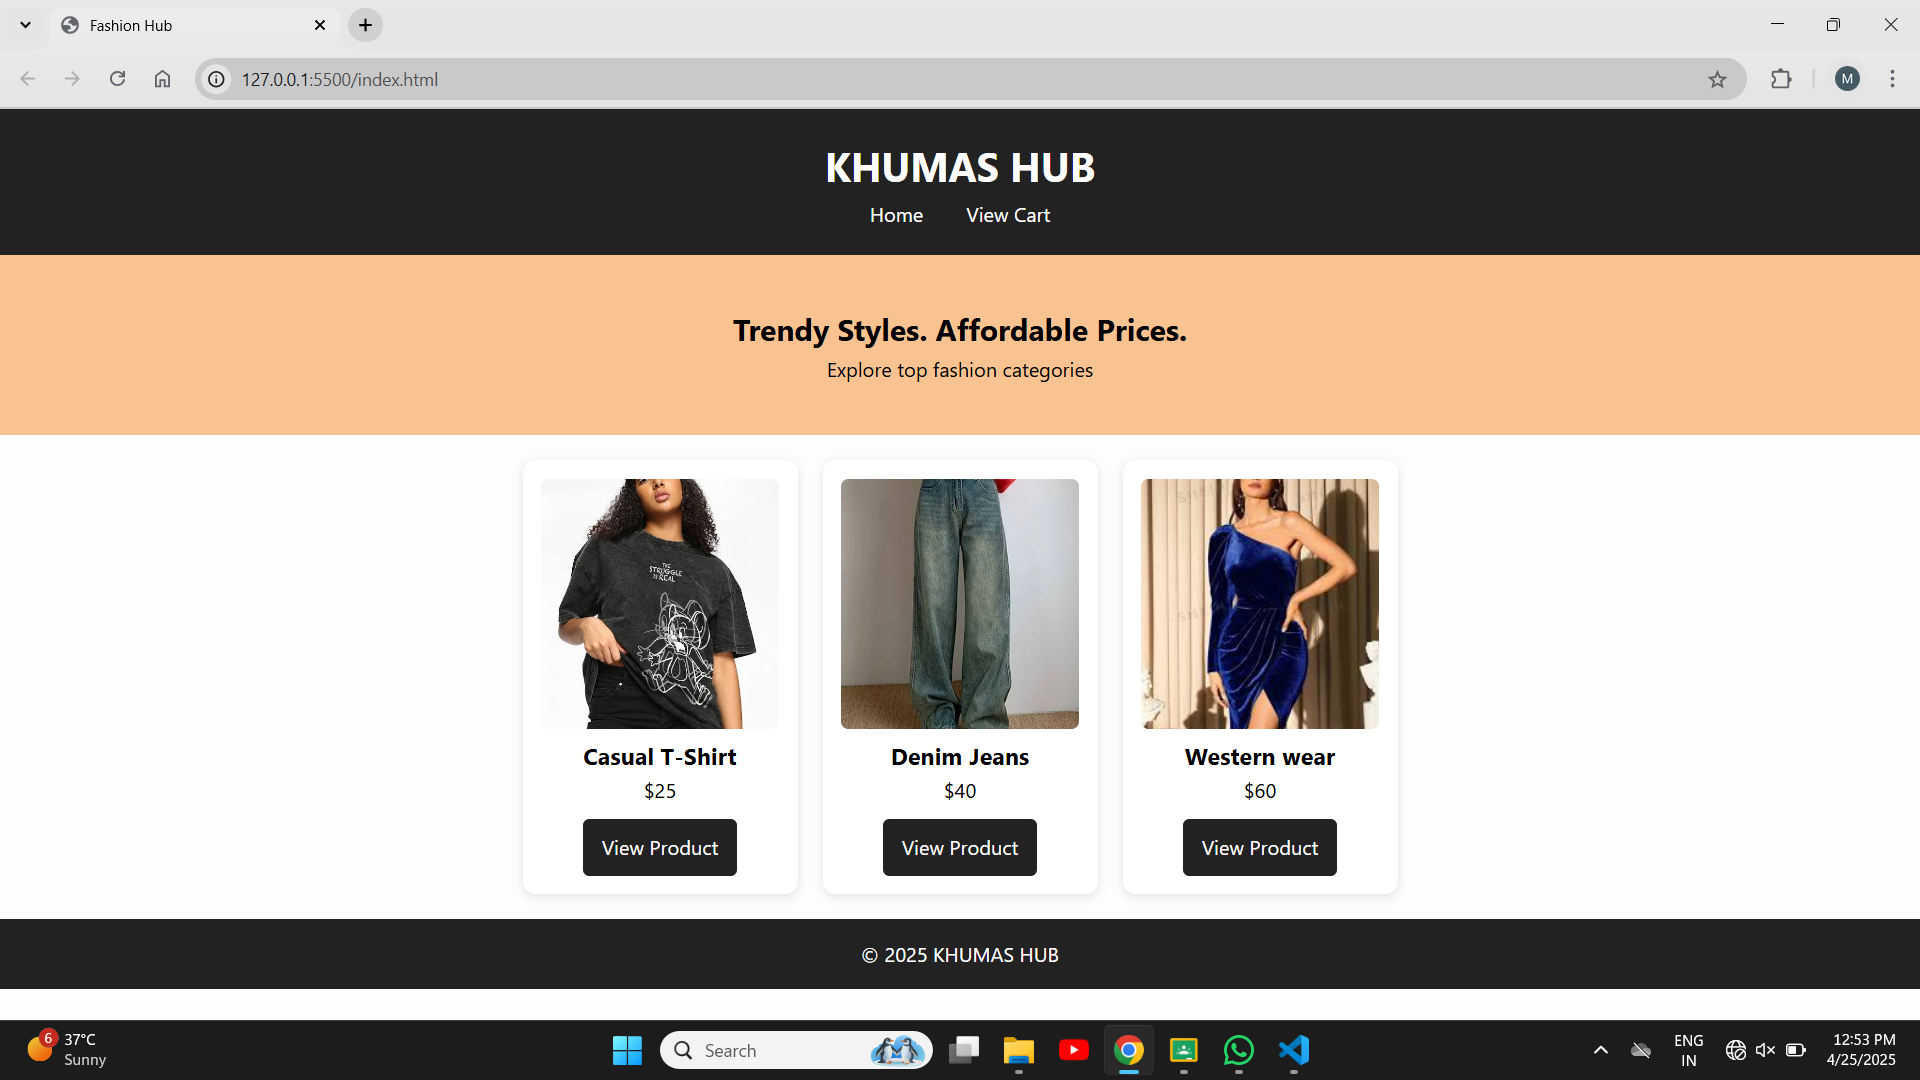 Fashion Hub
127.0.0.1:5500/index.html
M
KHUMAS HUB
Home View Cart
Trendy Styles. Affordable Prices.
Explore top fashion categories
THE
STRUGGLE
IS REAL
Casual T-Shirt
$25
View Product
Denim Jeans
$40
View Product
Western wear
$60
View Product
© 2025 KHUMAS HUB
6
37°C
Sunny
Search
ENG
IN
12:53 PM
4/25/2025